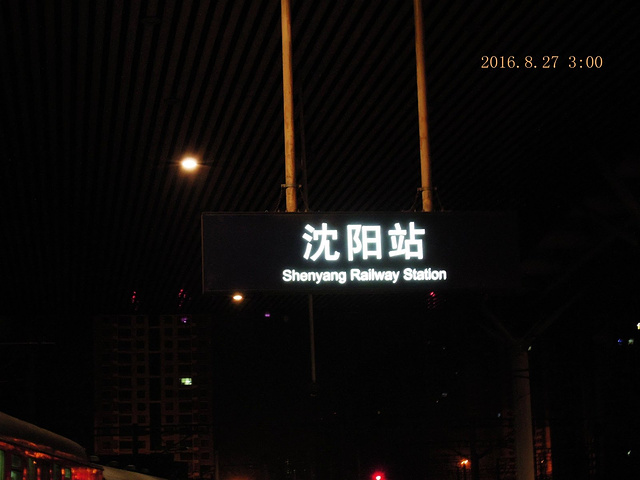 2016.8.27 3:00
沈阳站
Shenyang Railway Station